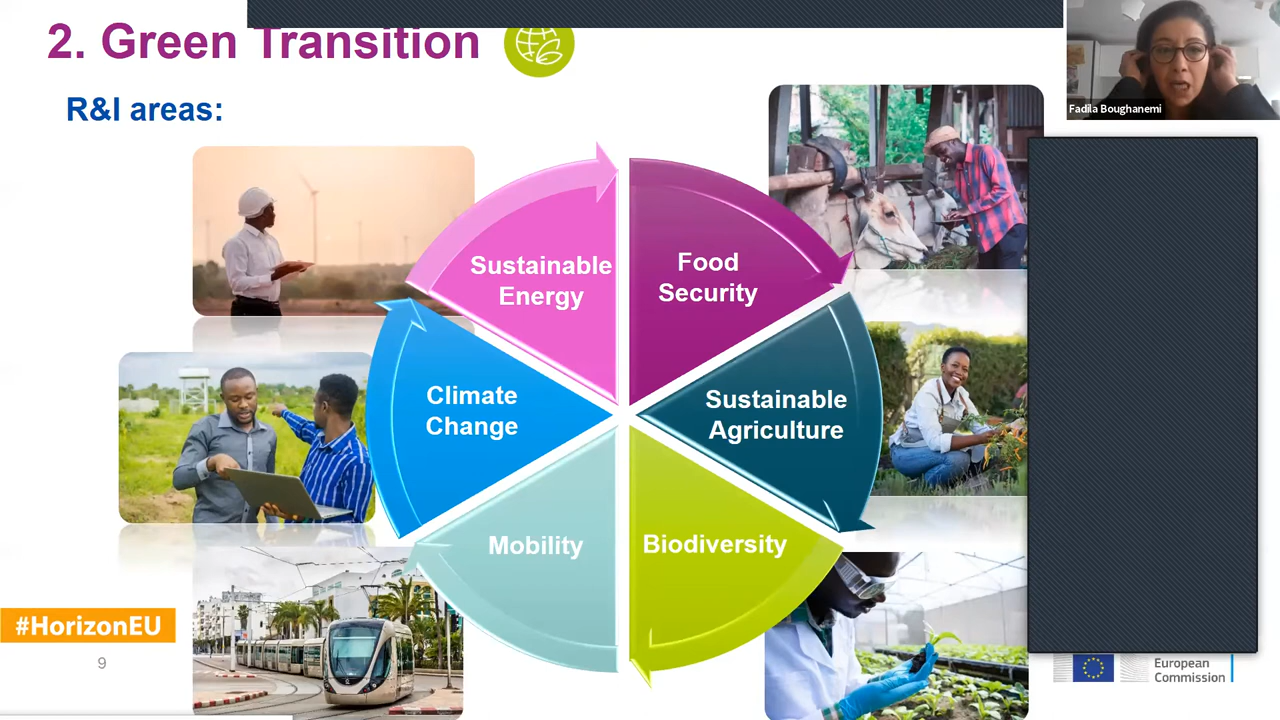 2. Green Transition
Fadila Boughanemi
R&I areas:
Sustainable
Energy
Food
Security
Climate
Change
Sustainable
Agriculture
Mobility
Biodiversity
#HorizonEU
9
European
Commission